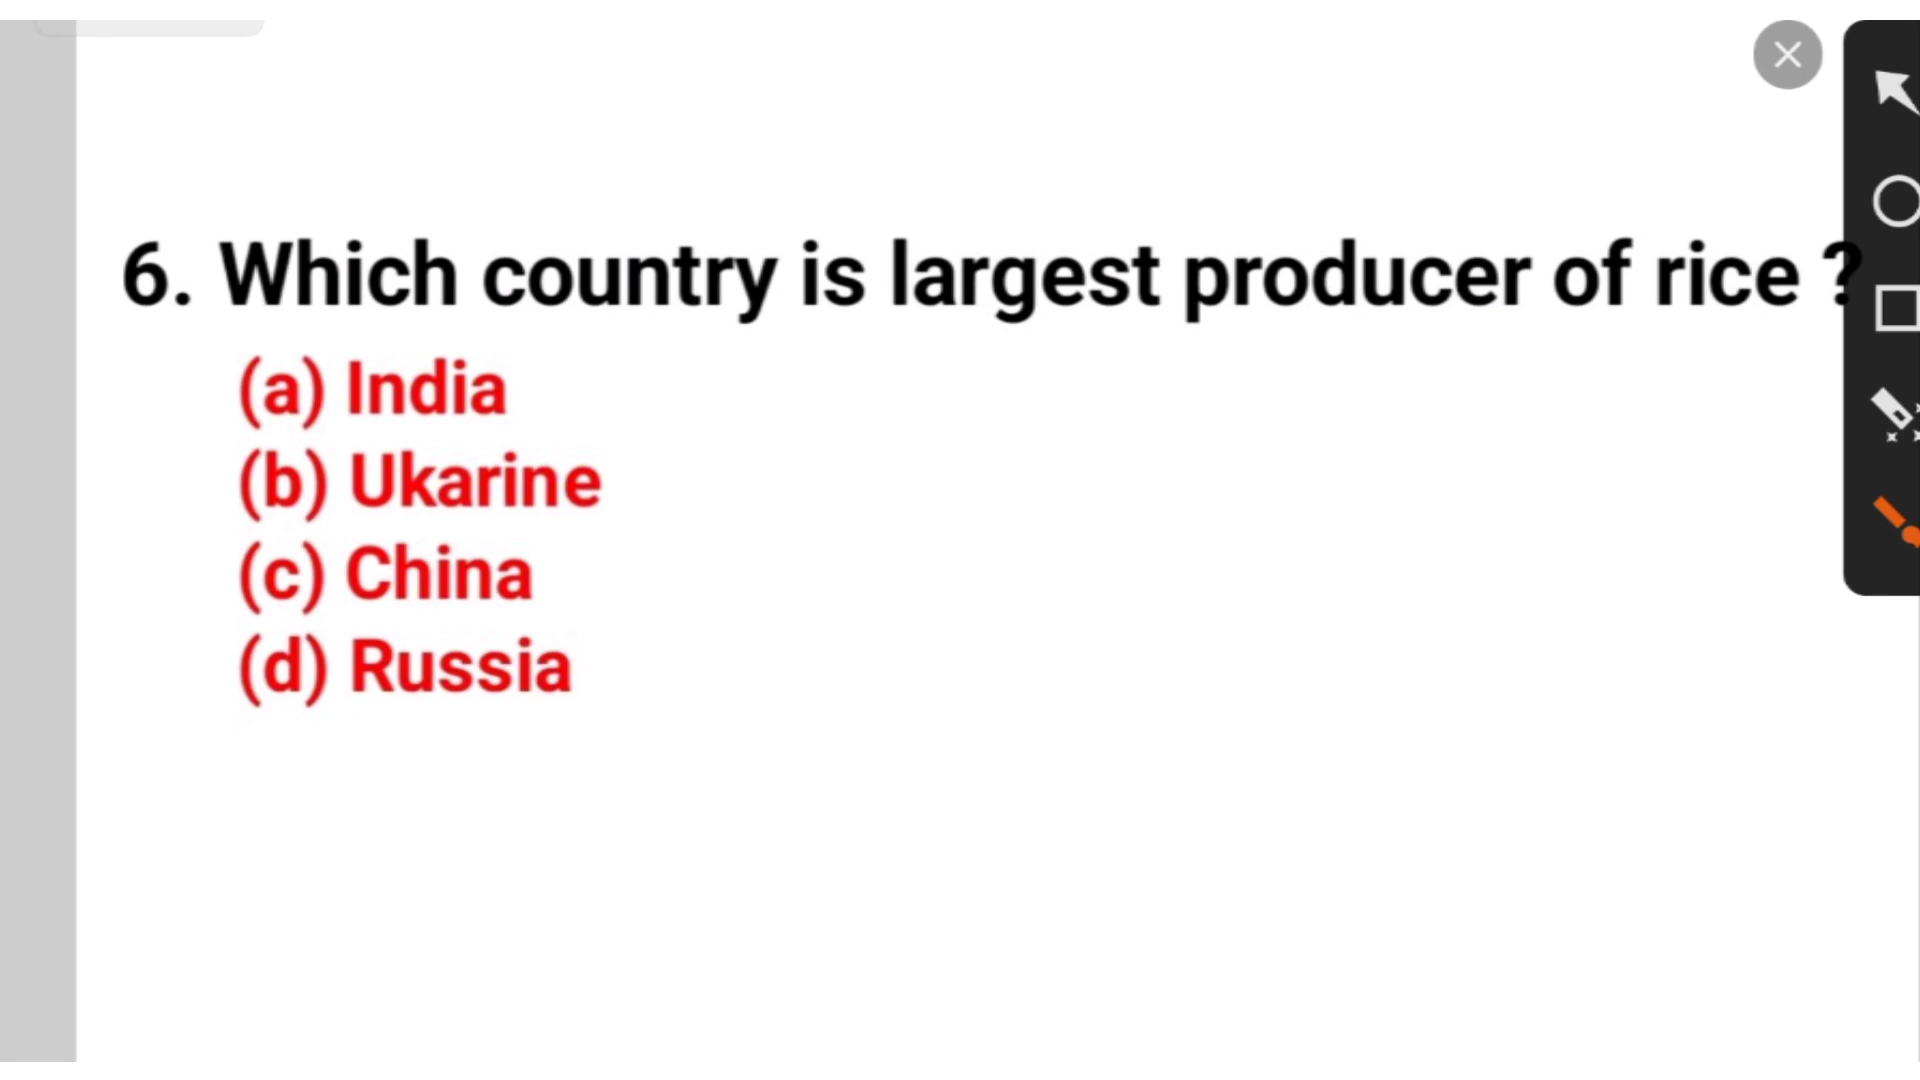 6. Which country is largest producer of rice ?
(a) India
(b) Ukarine
(c) China
(d) Russia